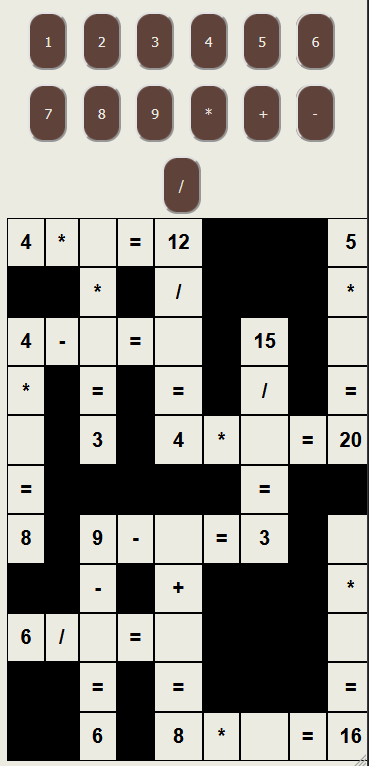 1 2 3 4 5 6
7 8 9 * + -
/
4 * = 12 5
* / *
4 - = 15
* = = / =
3 4 * = 20
= =
8 9 - = 3
- + *
6 / =
= = =
6 8 * = 16